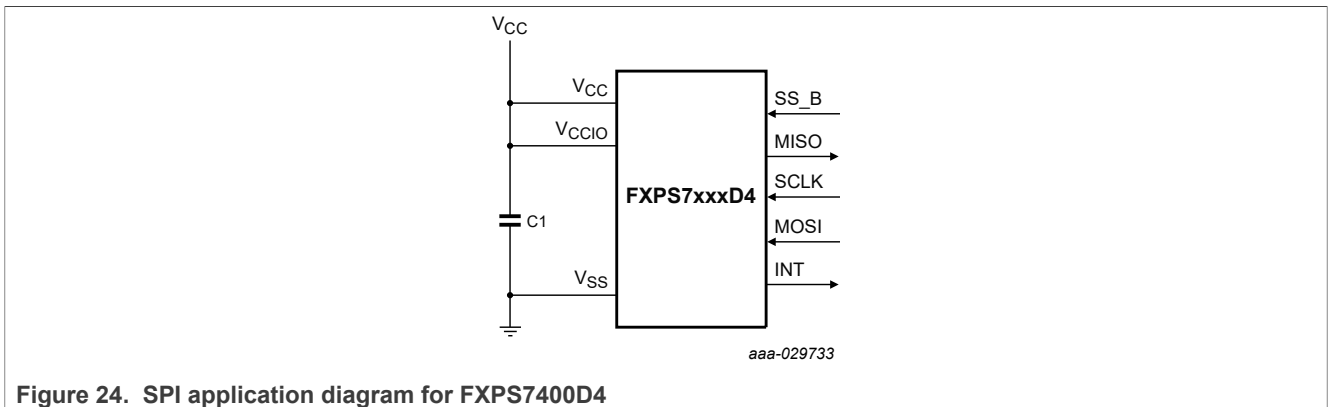 VCC
VCC
VCCIO
C1
VSS
FXPS7xxxD4
SS_B
MISO
SCLK
MOSI
INT
aaa-029733
Figure 24. SPI application diagram for FXPS7400D4